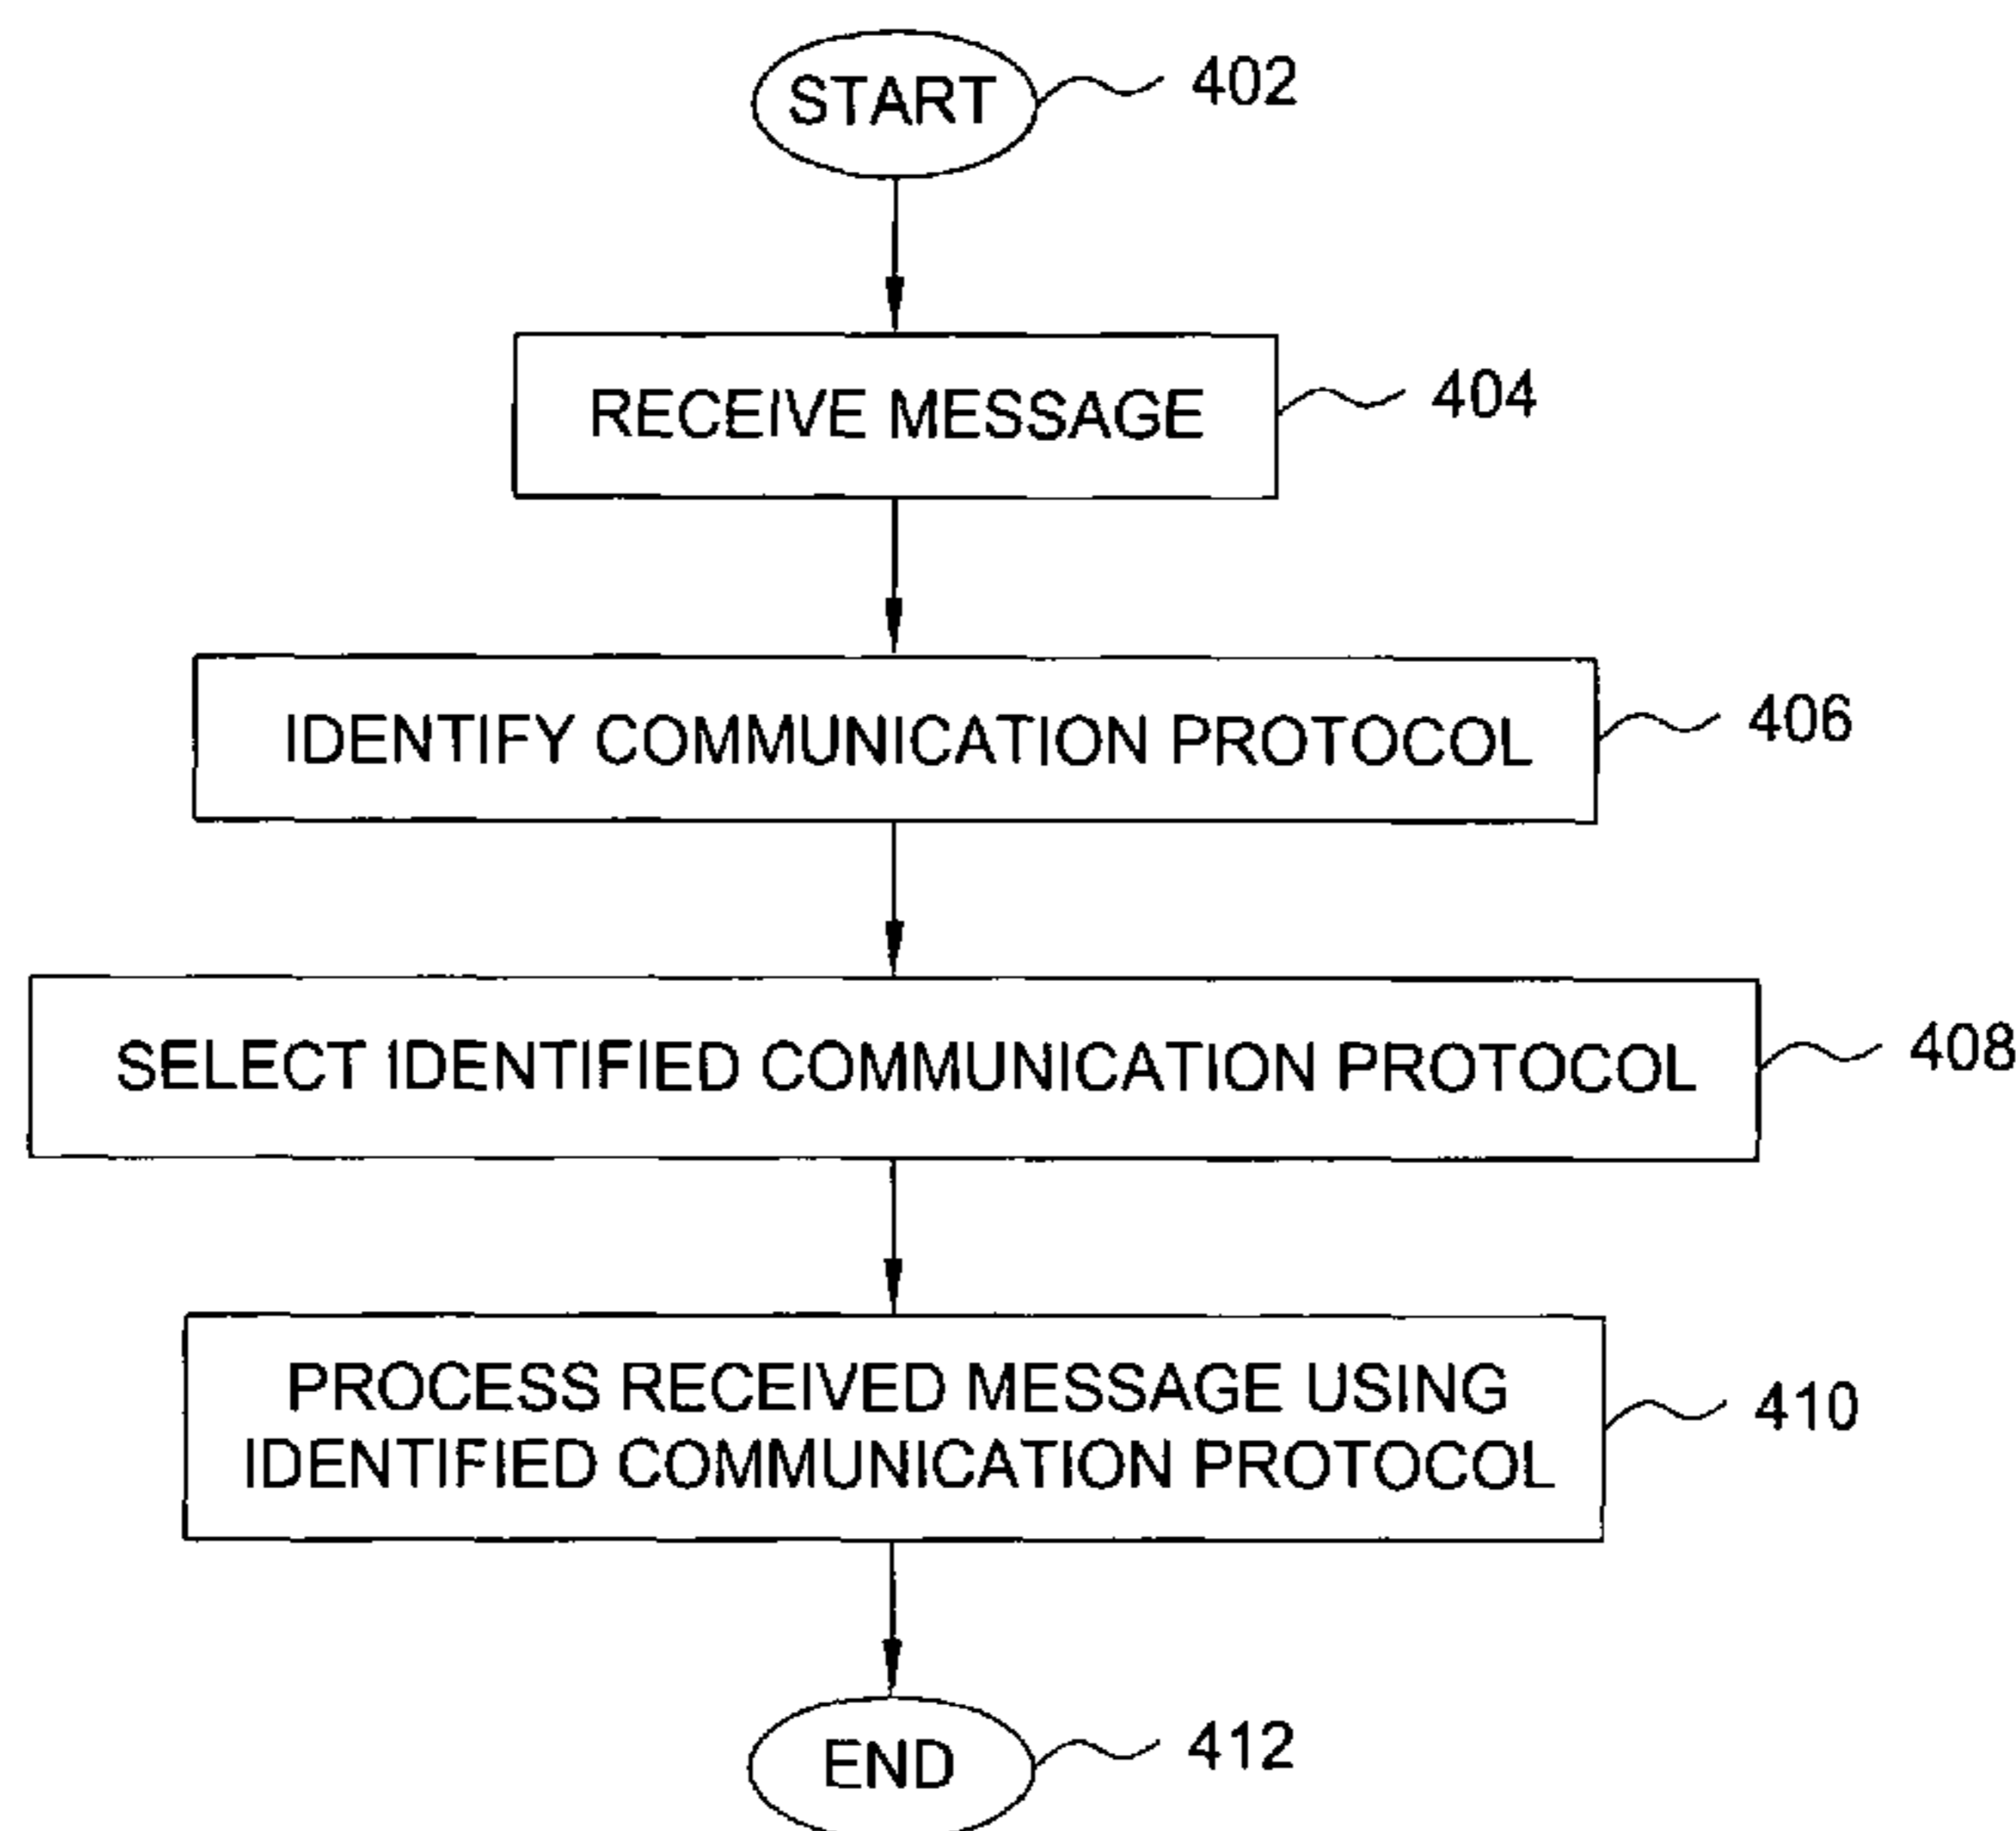 START 402
RECEIVE MESSAGE 404
IDENTIFY COMMUNICATION PROTOCOL 406
SELECT IDENTIFIED COMMUNICATION PROTOCOL 408
PROCESS RECEIVED MESSAGE USING
IDENTIFIED COMMUNICATION PROTOCOL 410
END 412